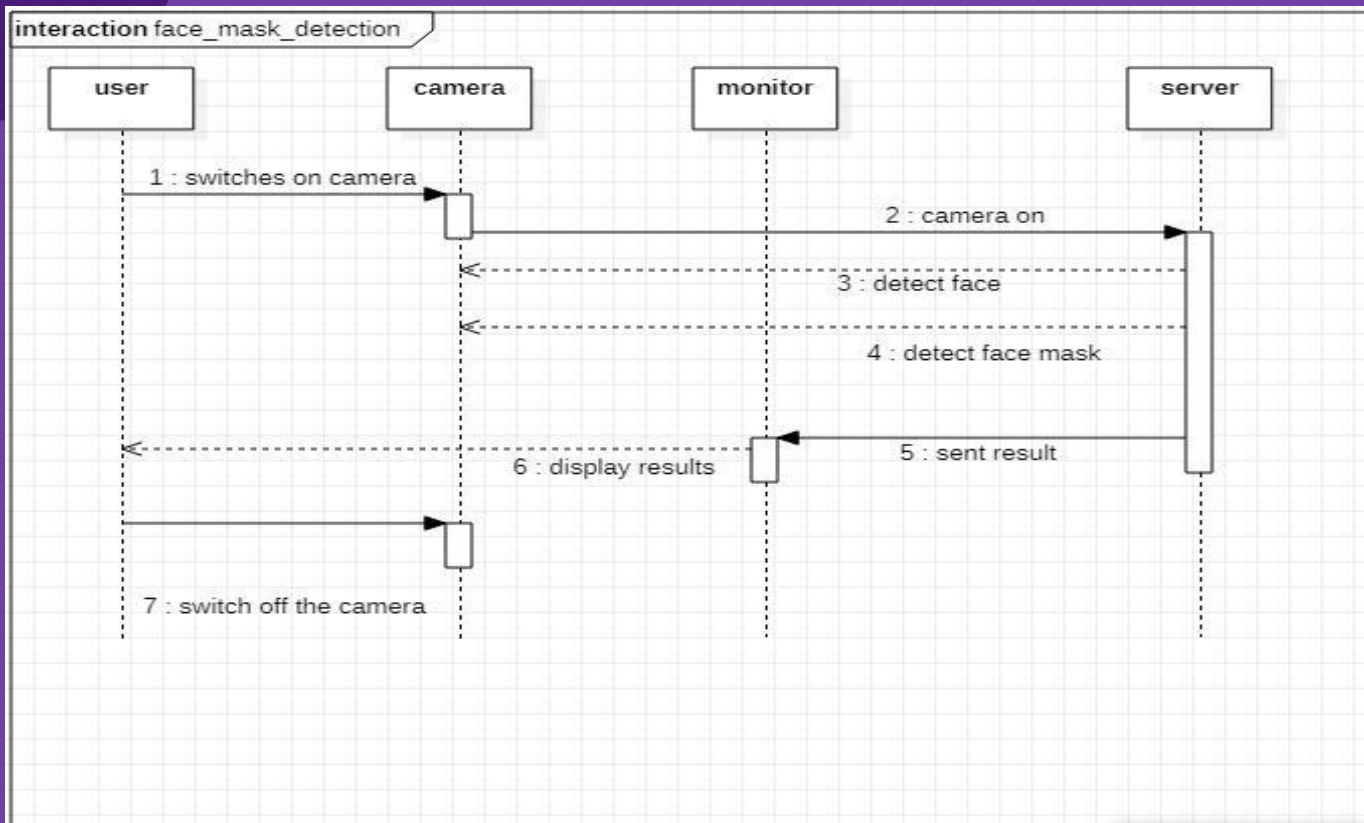 interaction face_mask_detection
user
camera
monitor
server
1 : switches on camera
2 : camera on
3 : detect face
4 : detect face mask
5 : sent result
6 : display results
7 : switch off the camera